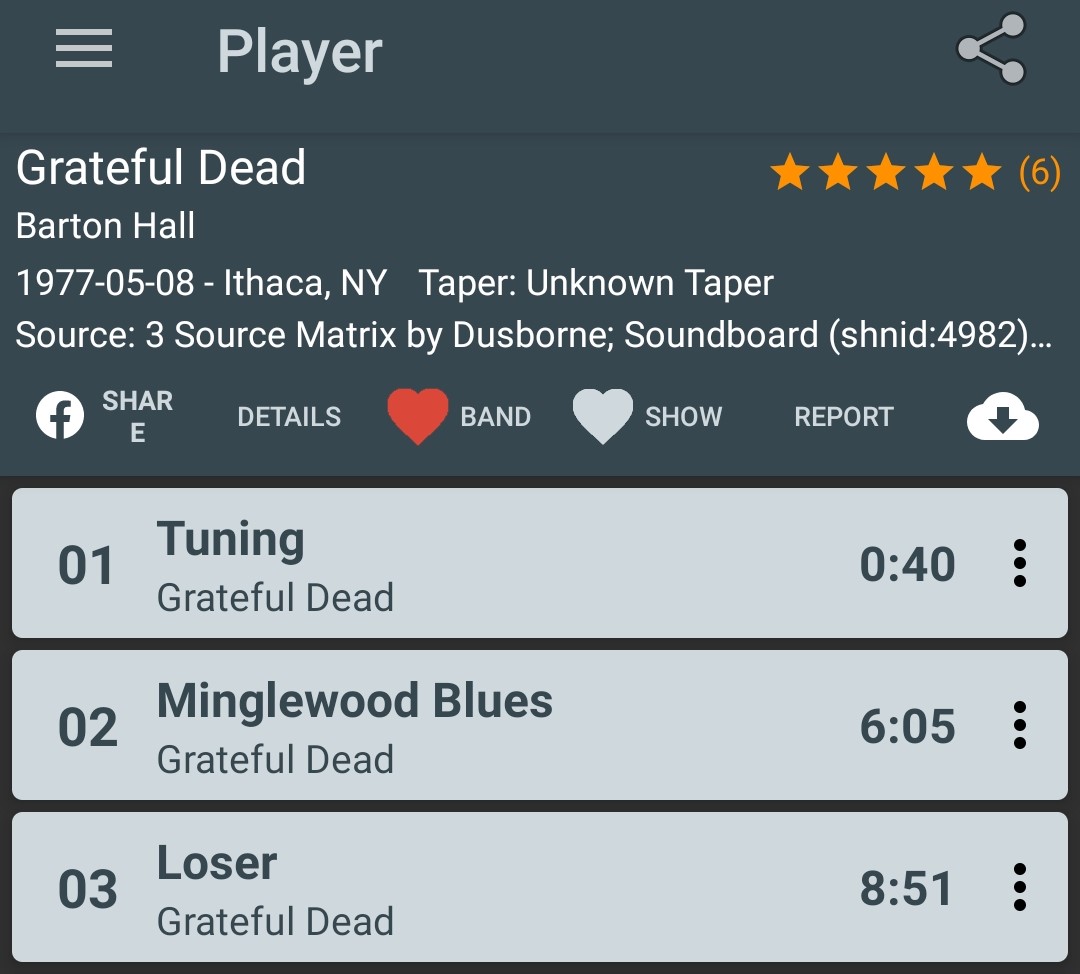 Player
Grateful Dead
(6)
Barton Hall
1977-05-08 - Ithaca, NY Taper: Unknown Taper
Source: 3 Source Matrix by Dusborne; Soundboard (shnid:4982)...
SHAR
E
DETAILS
BAND
SHOW
REPORT
01
Tuning
Grateful Dead
0:40
02
Minglewood Blues
Grateful Dead
6:05
03
Loser
Grateful Dead
8:51